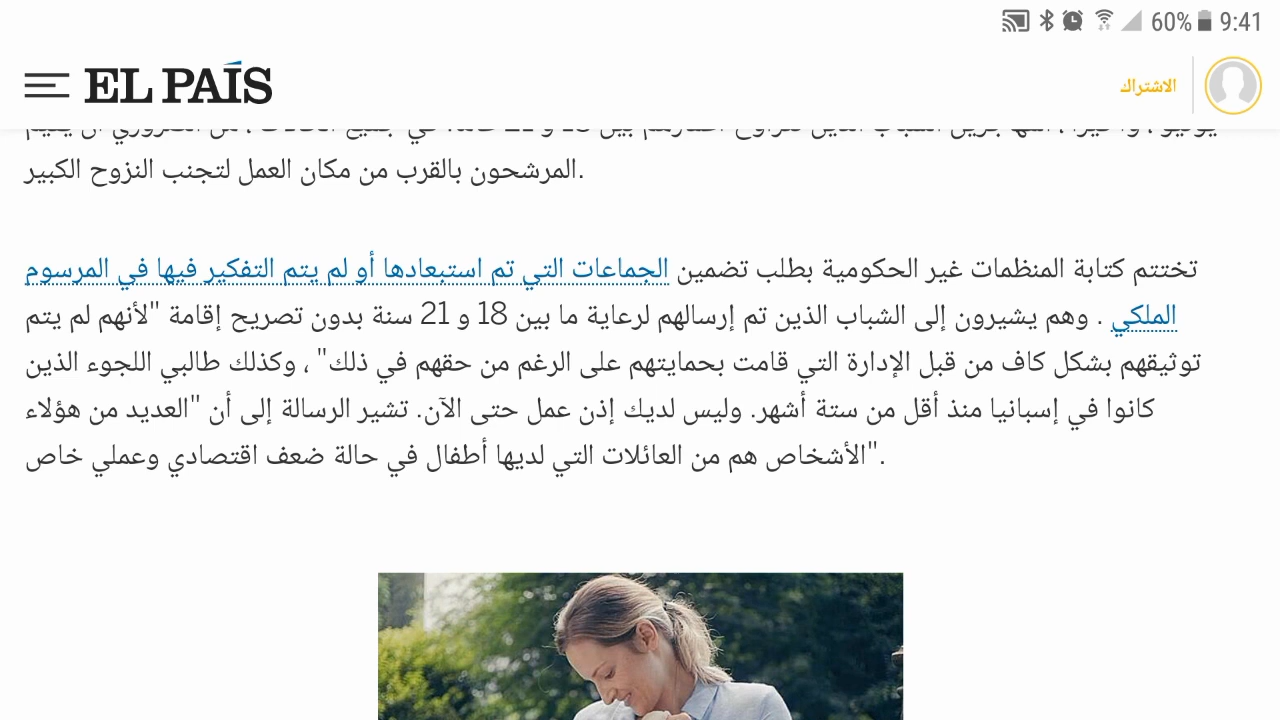 60% 9:41
EL PAÍS
الاشتراك
المرشحون بالقرب من مكان العمل لتجنب النزوح الكبير.
تختتم كتابة المنظمات غير الحكومية بطلب تضمين الجماعات التي تم استبعادها أو لم يتم التفكير فيها في المرسوم
الملكي . وهم يشيرون إلى الشباب الذين تم إرسالهم لرعاية ما بين 18 و 21 سنة بدون تصريح إقامة "لأنهم لم يتم
توثيقهم بشكل كاف من قبل الإدارة التي قامت بحمايتهم على الرغم من حقهم في ذلك" ، وكذلك طالبي اللجوء الذين
كانوا في إسبانيا منذ أقل من ستة أشهر. وليس لديك إذن عمل حتى الآن. تشير الرسالة إلى أن "العديد من هؤلاء
الأشخاص هم من العائلات التي لديها أطفال في حالة ضعف اقتصادي وعملي خاص".